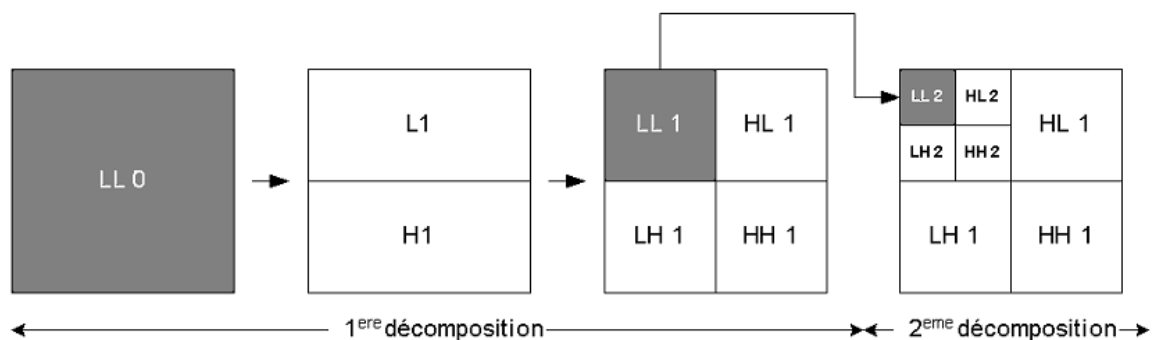 LL 0
L1
H1
LL 1
HL 1
LH 1
HH 1
LL 2
HL 2
LH 2
HH 2
HL 1
LH 1
HH 1
1ere décomposition
2eme décomposition